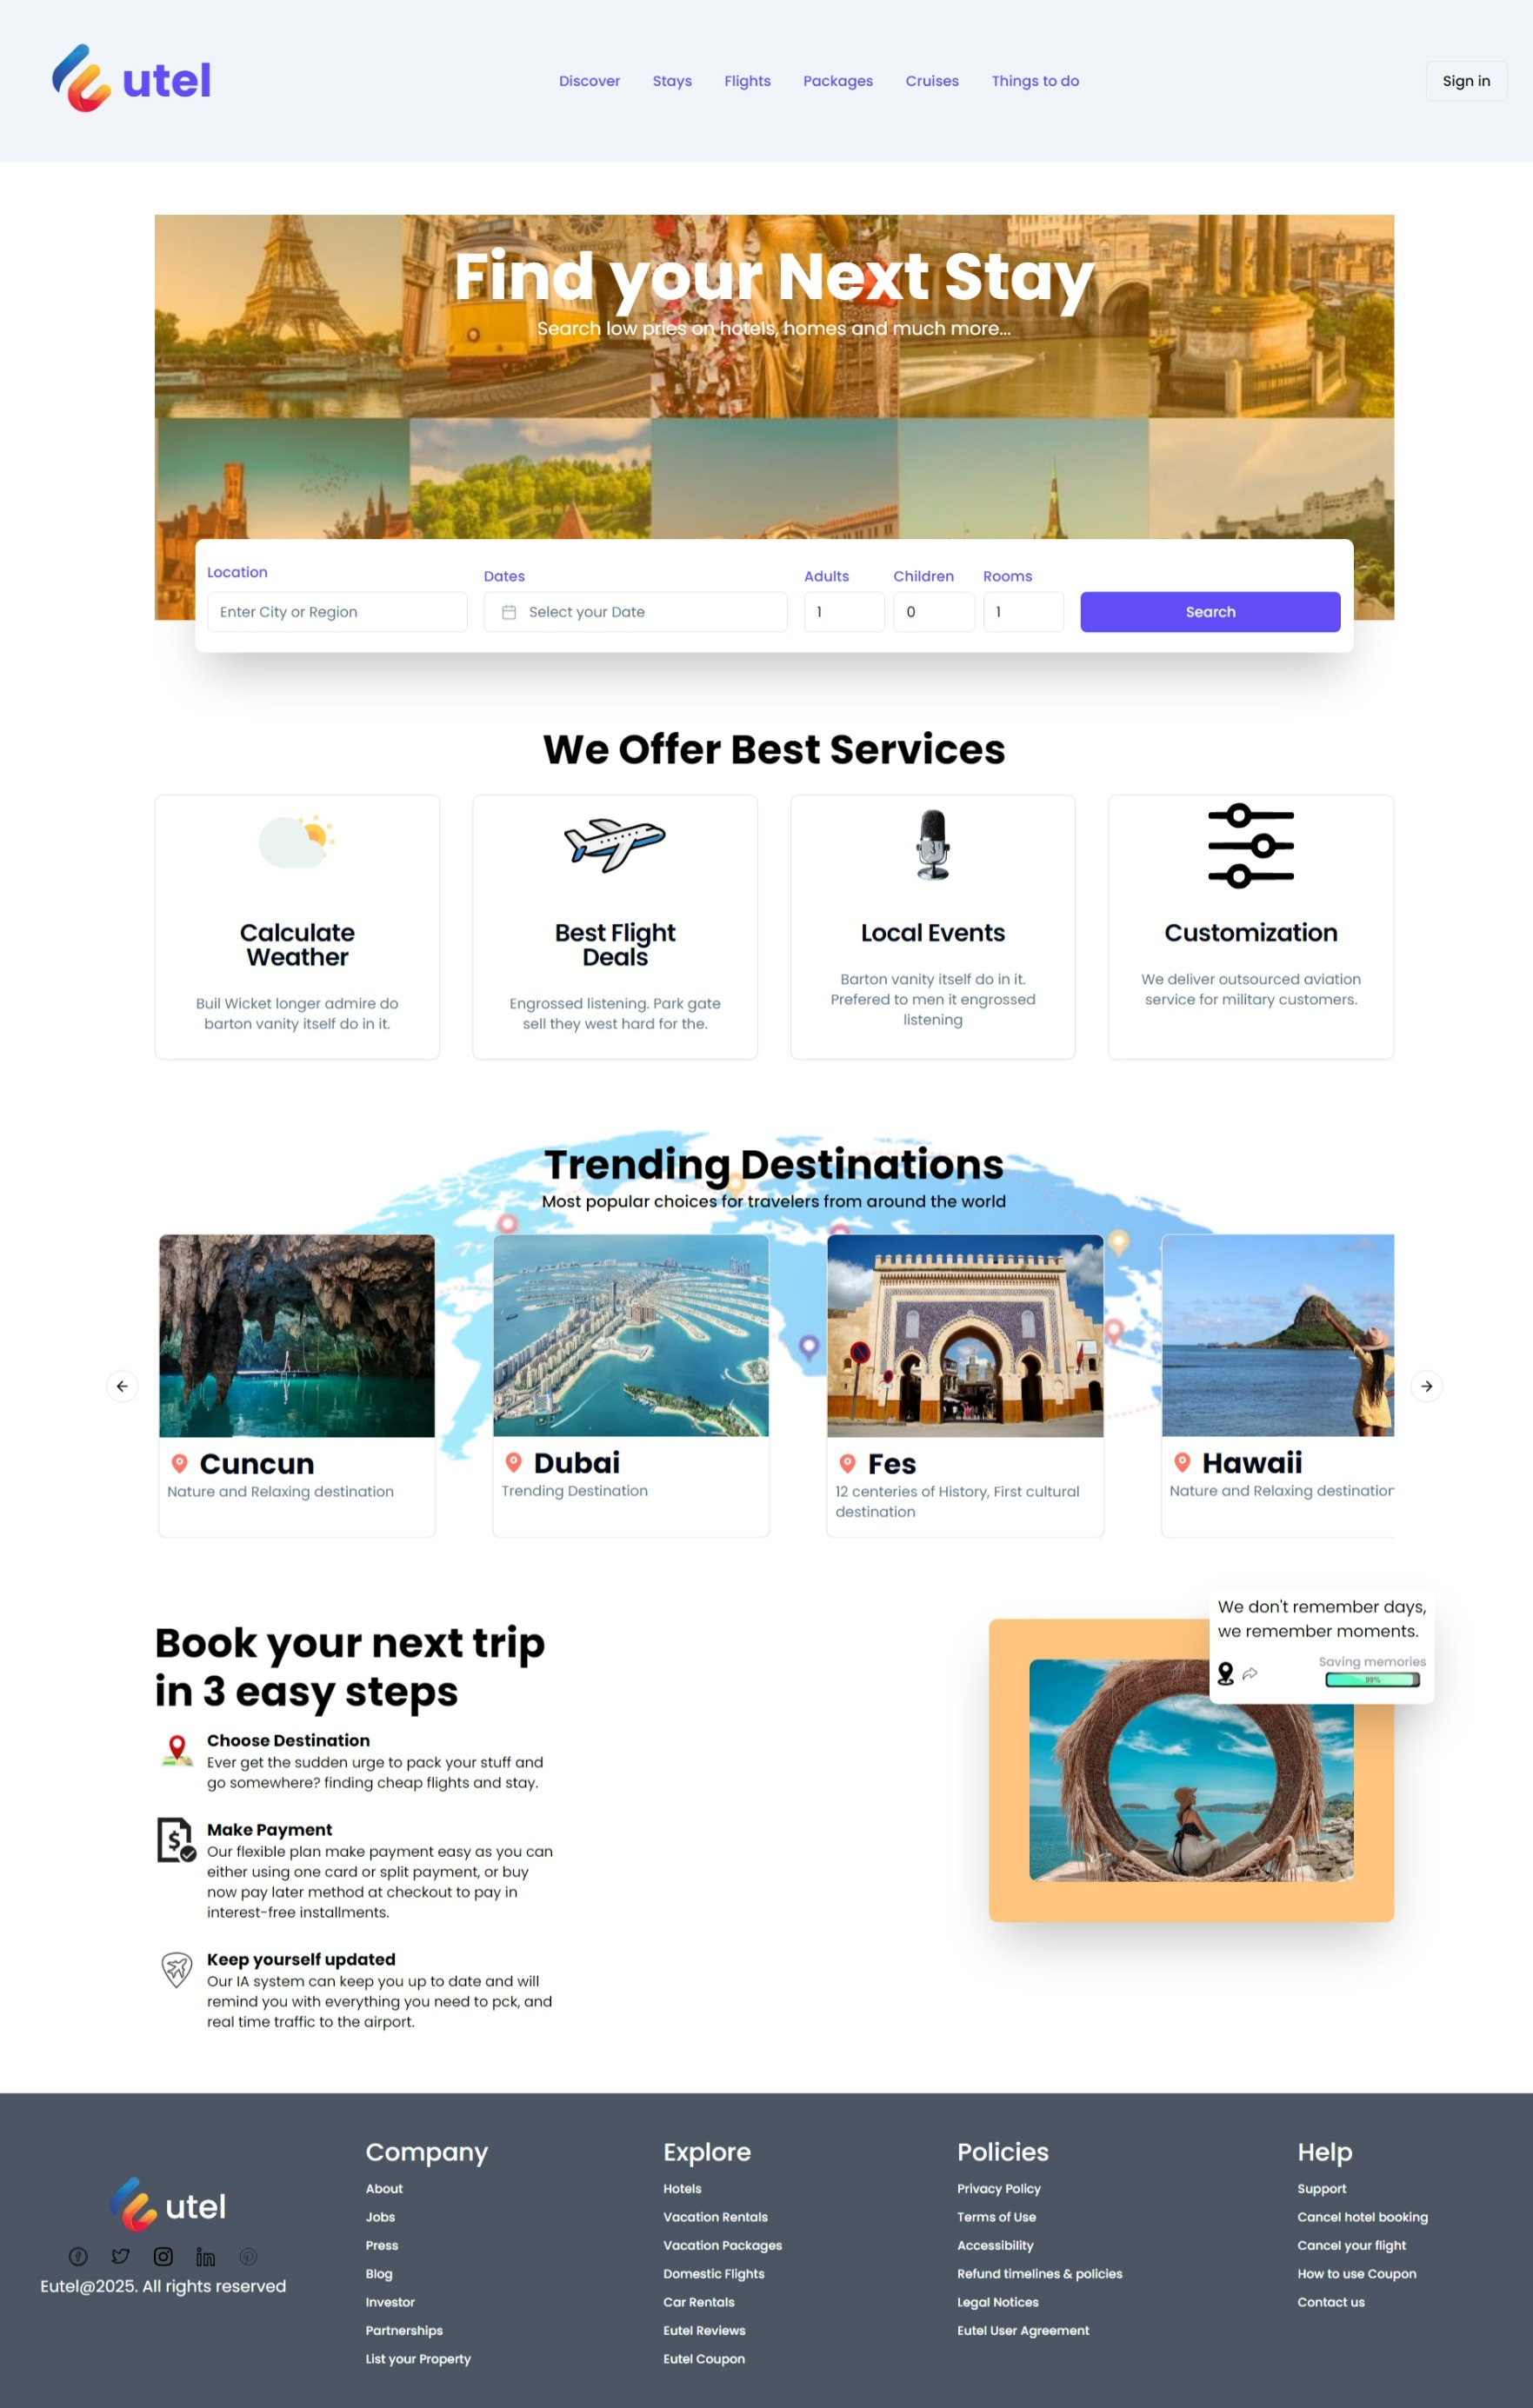 utel
Discover
Stays
Flights
Packages
Cruises
Things to do
Sign in
Find your Next Stay
Search low pries on hotels, homes and much more...
Location
Enter City or Region
Dates
Select your Date
Adults
1
Children
0
Rooms
1
Search
We Offer Best Services
Calculate
Weather
Buil Wicket longer admire do
barton vanity itself do in it.
Best Flight
Deals
Engrossed listening. Park gate
sell they west hard for the.
Local Events
Barton vanity itself do in it.
Prefered to men it engrossed
listening
Customization
We deliver outsourced aviation
service for military customers.
Trending Destinations
Most popular choices for travelers from around the world
Cuncun
Nature and Relaxing destination
Dubai
Trending Destination
Fes
12 centeries of History, First cultural
destination
Hawaii
Nature and Relaxing destination
Book your next trip
in 3 easy steps
Choose Destination
Ever get the sudden urge to pack your stuff and
go somewhere? finding cheap flights and stay.
Make Payment
Our flexible plan make payment easy as you can
either using one card or split payment, or buy
now pay later method at checkout to pay in
interest-free installments.
Keep yourself updated
Our IA system can keep you up to date and will
remind you with everything you need to pck, and
real time traffic to the airport.
We don't remember days,
we remember moments.
Saving memories
99%
utel
Eutel@2025. All rights reserved
Company
About
Jobs
Press
Blog
Investor
Partnerships
List your Property
Explore
Hotels
Vacation Rentals
Vacation Packages
Domestic Flights
Car Rentals
Eutel Reviews
Eutel Coupon
Policies
Privacy Policy
Terms of Use
Accessibility
Refund timelines & policies
Legal Notices
Eutel User Agreement
Help
Support
Cancel hotel booking
Cancel your flight
How to use Coupon
Contact us